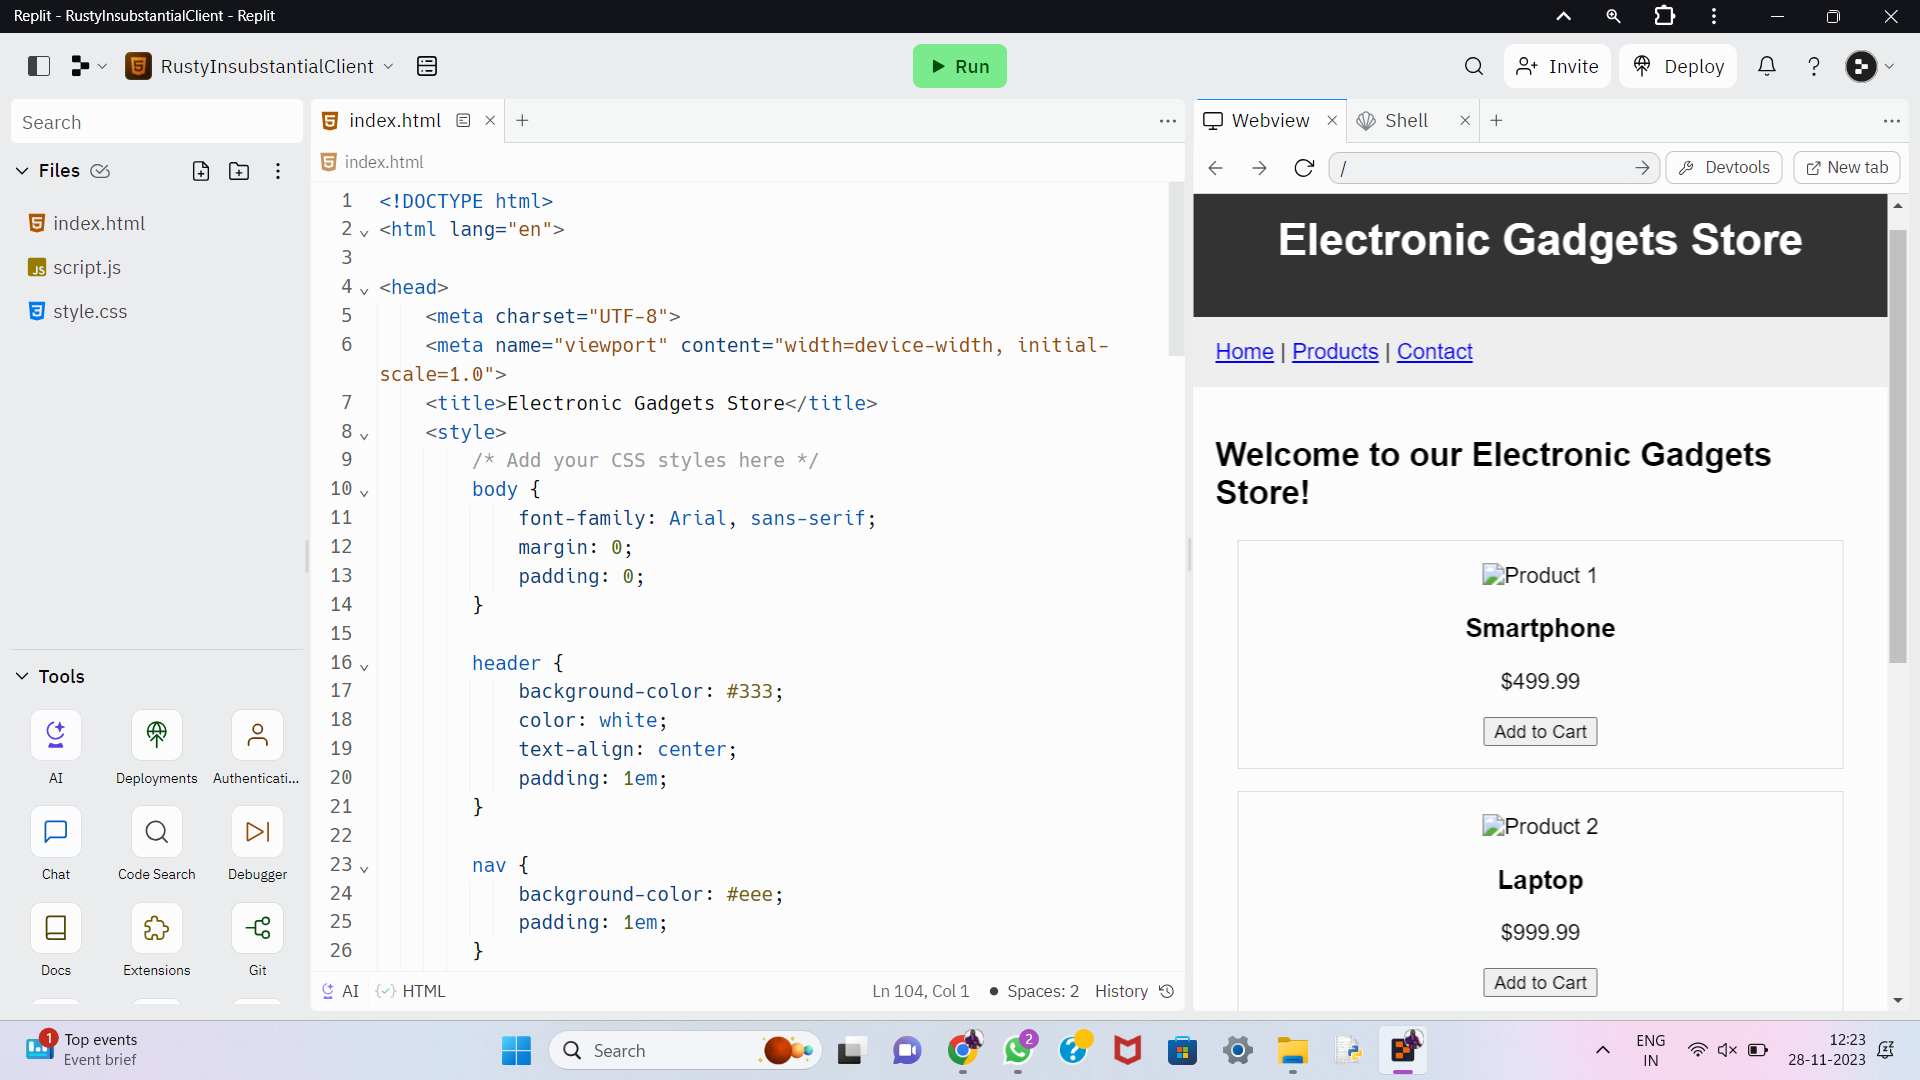 Replit - RustyInsubstantialClient - Replit
RustyInsubstantialClient
Run
Invite
Deploy
Search
Files
index.html
script.js
style.css
Tools
AI
Deployments
Authenticati...
Chat
Code Search
Debugger
Docs
Extensions
Git
index.html
index.html
1 <!DOCTYPE html>
2 <html lang="en">
3
4 <head>
5 <meta charset="UTF-8">
6 <meta name="viewport" content="width=device-width, initial-
scale=1.0">
7 <title>Electronic Gadgets Store</title>
8 <style>
9 /* Add your CSS styles here */
10 body {
11 font-family: Arial, sans-serif;
12 margin: 0;
13 padding: 0;
14 }
15
16 header {
17 background-color: #333;
18 color: white;
19 text-align: center;
20 padding: 1em;
21 }
22
23 nav {
24 background-color: #eee;
25 padding: 1em;
26 }
AI HTML Ln 104, Col 1 Spaces: 2 History
Webview Shell
/ Devtools New tab
Electronic Gadgets Store
Home | Products | Contact
Welcome to our Electronic Gadgets
Store!
Product 1
Smartphone
$499.99
Add to Cart
Product 2
Laptop
$999.99
Add to Cart
1
Top events
Event brief
Search
2
ENG
IN
12:23
28-11-2023